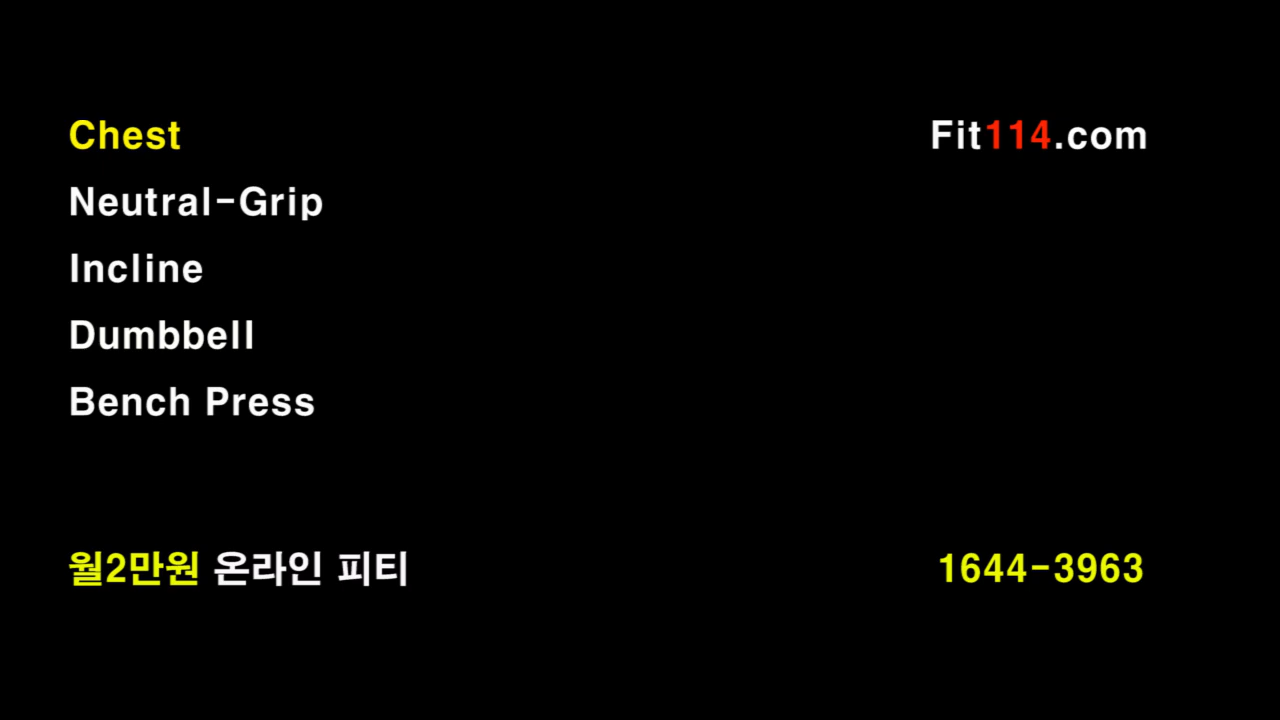 Chest
Fit114.com
Neutral-Grip
Incline
Dumbbell
Bench Press
월2만원 온라인 피티
1644-3963